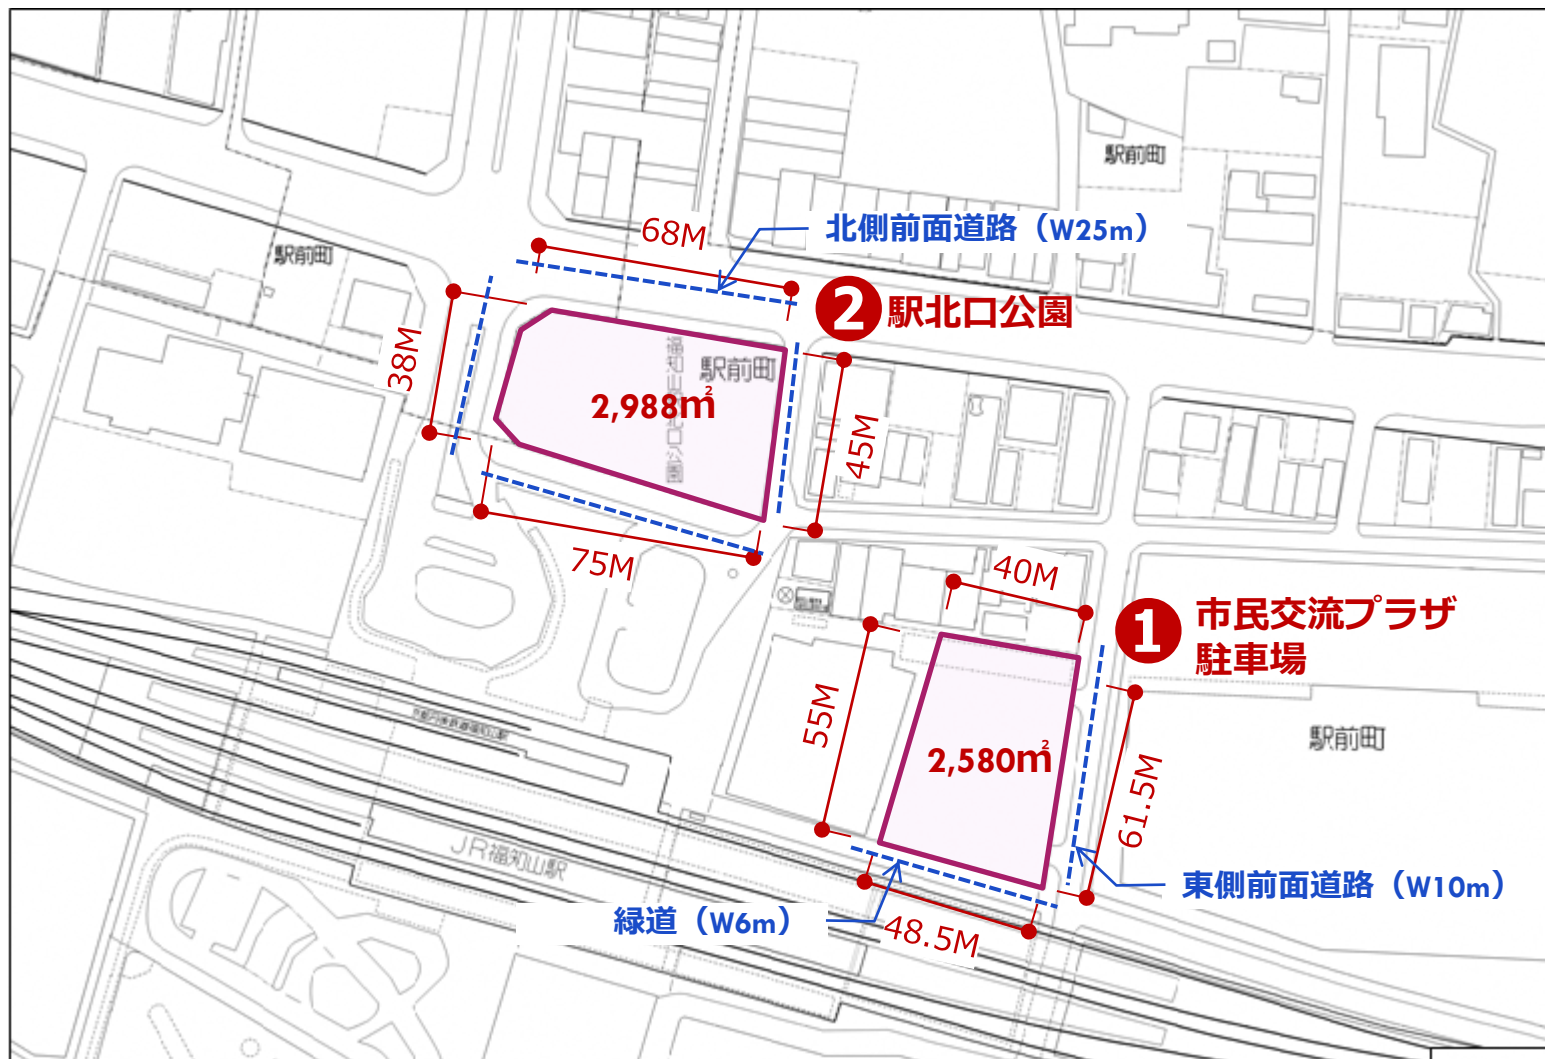 駅前町
68M
北側前面道路（W25m）
駅前町
❷駅北口公園
38M
駅前町
2,988㎡
福知山駅北口公園
45M
75M
40M
❶市民交流プラザ
駐車場
55M
駅前町
2,580㎡
61.5M
JR福知山駅
東側前面道路（W10m）
緑道（W6m）
48.5M